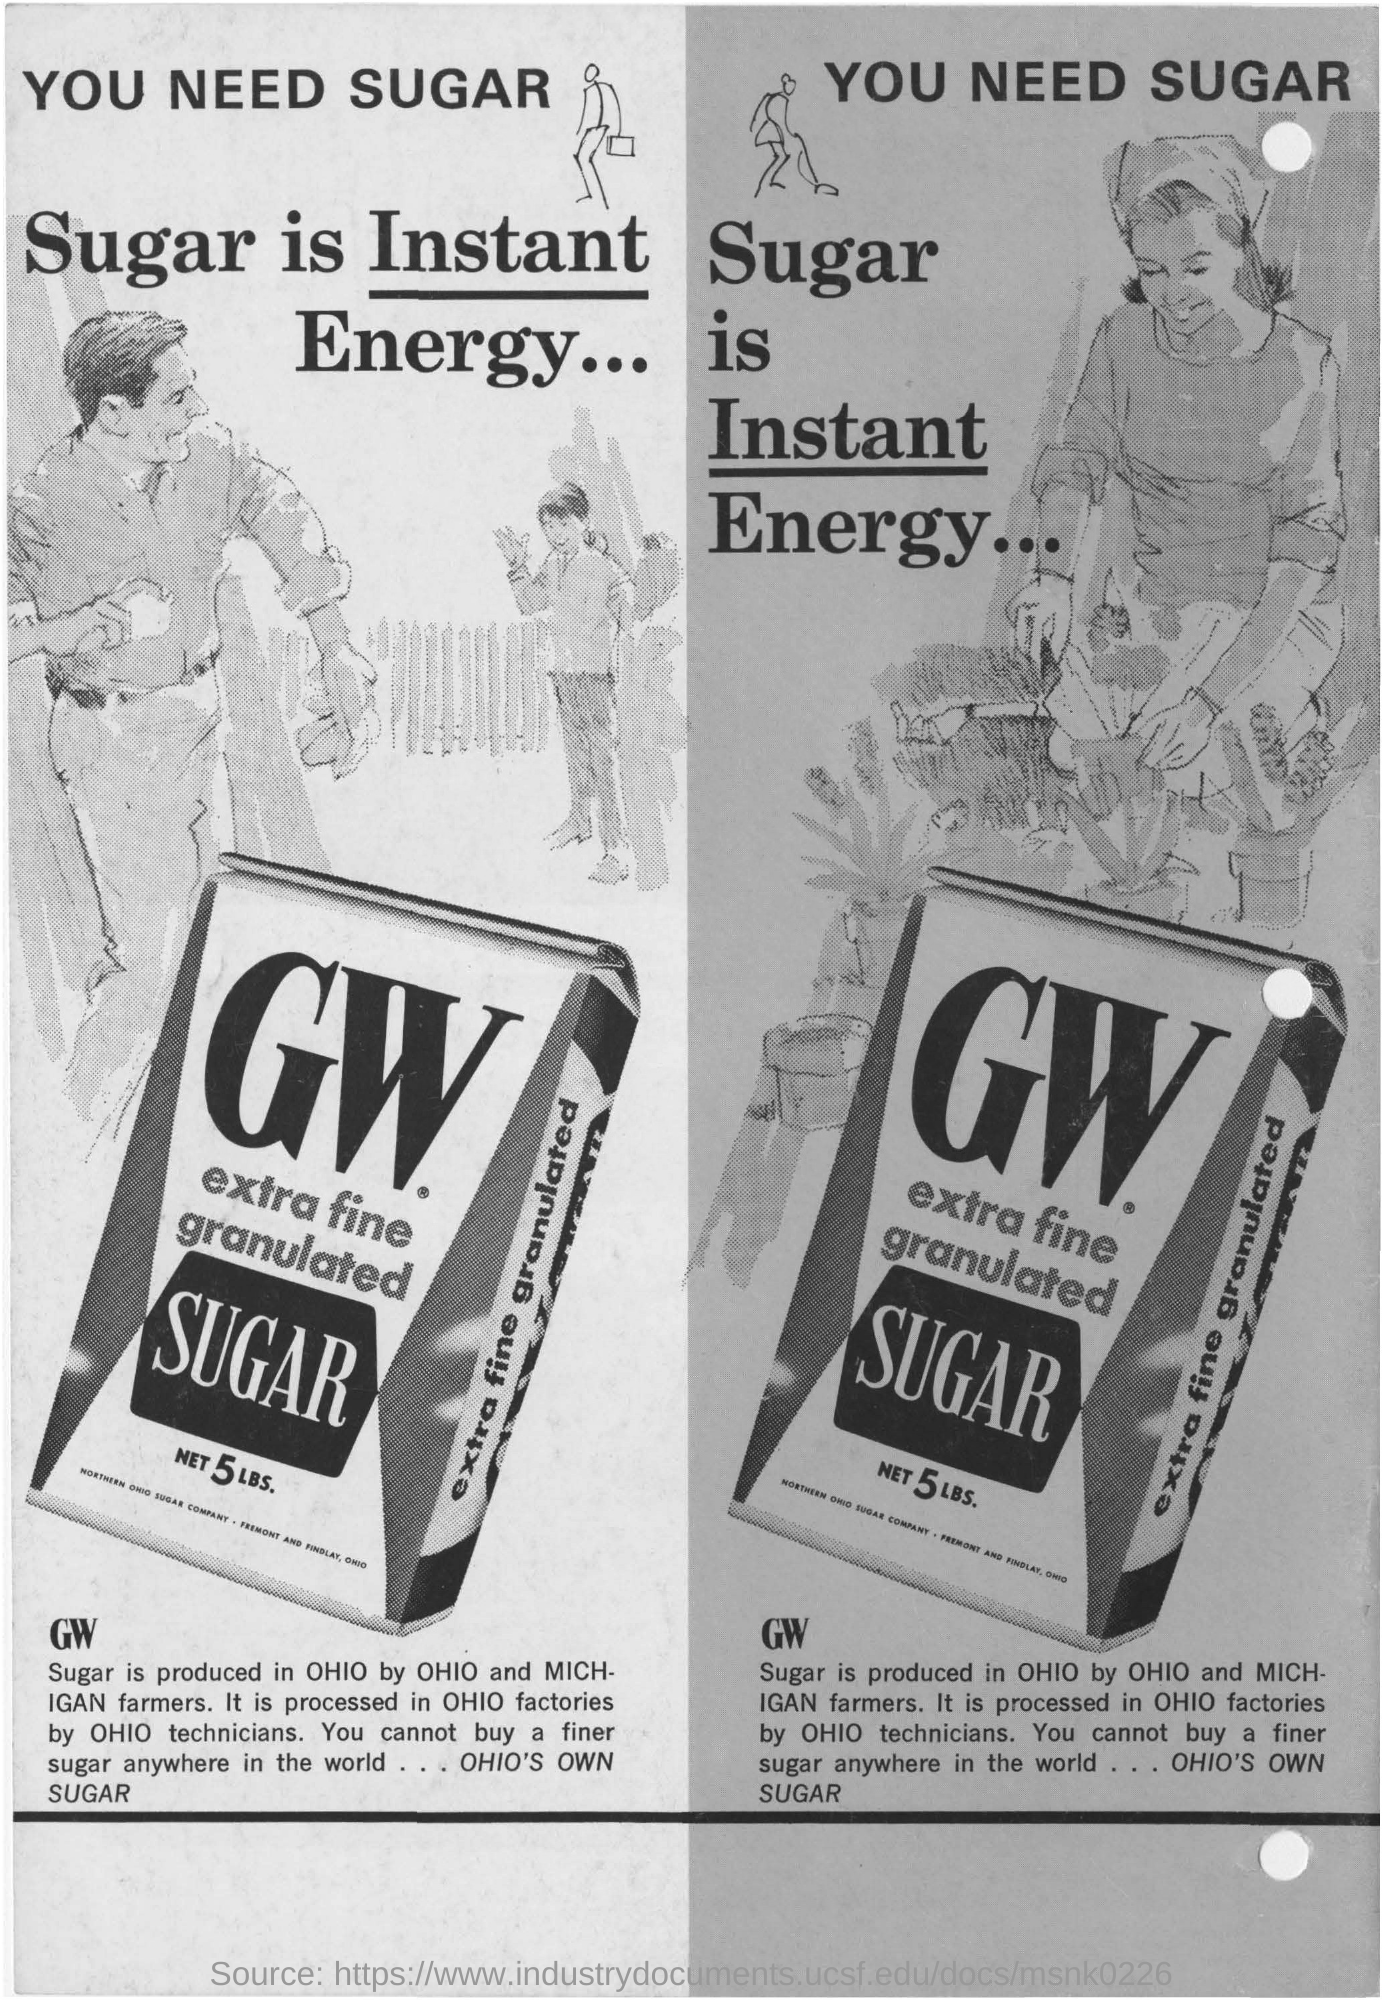 YOU NEED SUGAR
Sugar is Instant
Energy...
GW®
extra fine
granulated
SUGAR
NET 5 LBS.
NORTHERN OHIO SUGAR COMPANY . FREMONT AND FINDLAY, OHIO
extra fine granulated
GW
Sugar is produced in OHIO by OHIO and MICH-
IGAN farmers. It is processed in OHIO factories
by OHIO technicians. You cannot buy a finer
sugar anywhere in the world . . . OHIO'S OWN
SUGAR
YOU NEED SUGAR
Sugar
is
Instant
Energy...
GW®
extra fine
granulated
SUGAR
NET 5 LBS.
NORTHERN OHIO SUGAR COMPANY . FREMONT AND FINDLAY, OHIO
extra fine granulated
GW
Sugar is produced in OHIO by OHIO and MICH-
IGAN farmers. It is processed in OHIO factories
by OHIO technicians. You cannot buy a finer
sugar anywhere in the world . . . OHIO'S OWN
SUGAR
Source: https://www.industrydocuments.ucsf.edu/docs/msnk0226